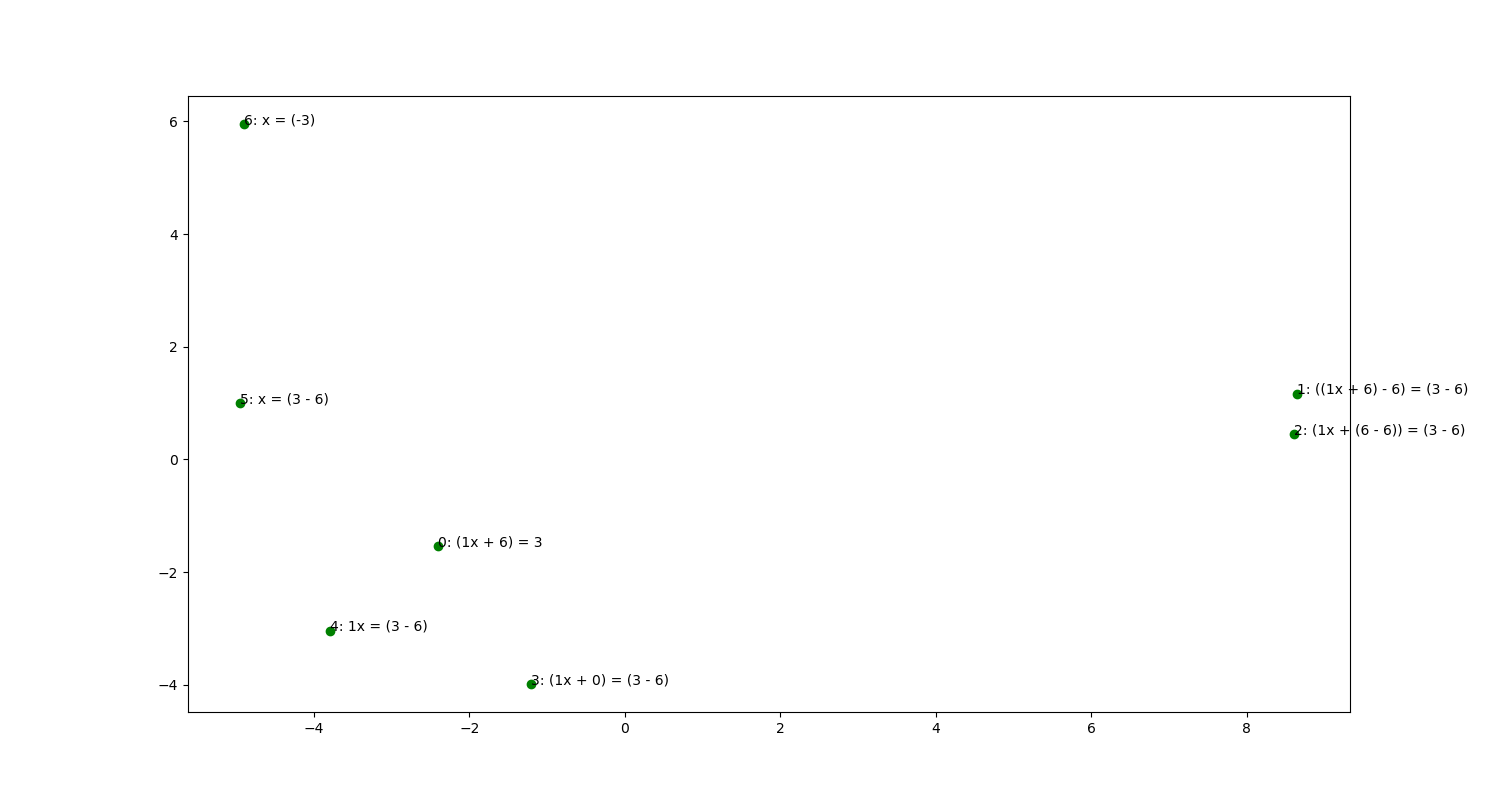 6
6: x = (-3)
4
2
1: ((1x + 6) - 6) = (3 - 6)
5: x = (3 - 6)
2: (1x + (6 - 6)) = (3 - 6)
0
0: (1x + 6) = 3
−2
4: 1x = (3 - 6)
3: (1x + 0) = (3 - 6)
−4
−4 −2 0 2 4 6 8